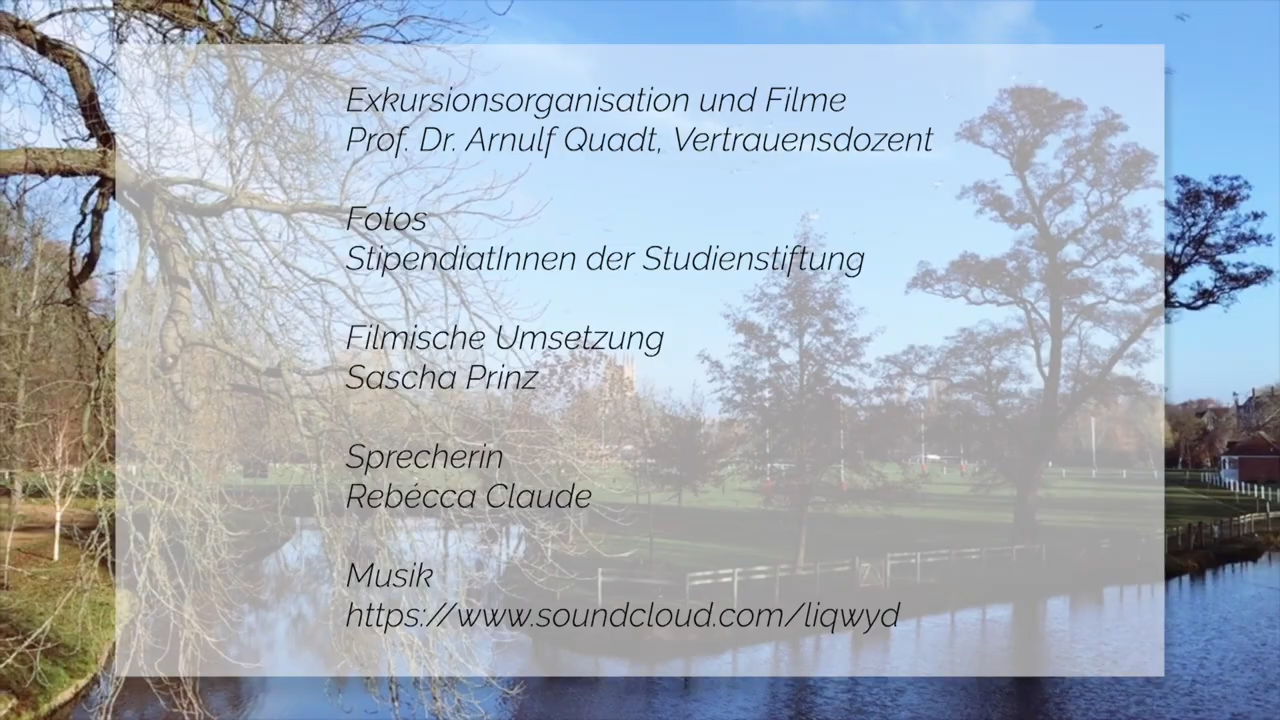 Exkursionsorganisation und Filme
Prof. Dr. Arnulf Quadt, Vertrauensdozent
Fotos
StipendiatInnen der Studienstiftung
Filmische Umsetzung
Sascha Prinz
Sprecherin
Rebécca Claude
Musik
https://www.soundcloud.com/liqwyd